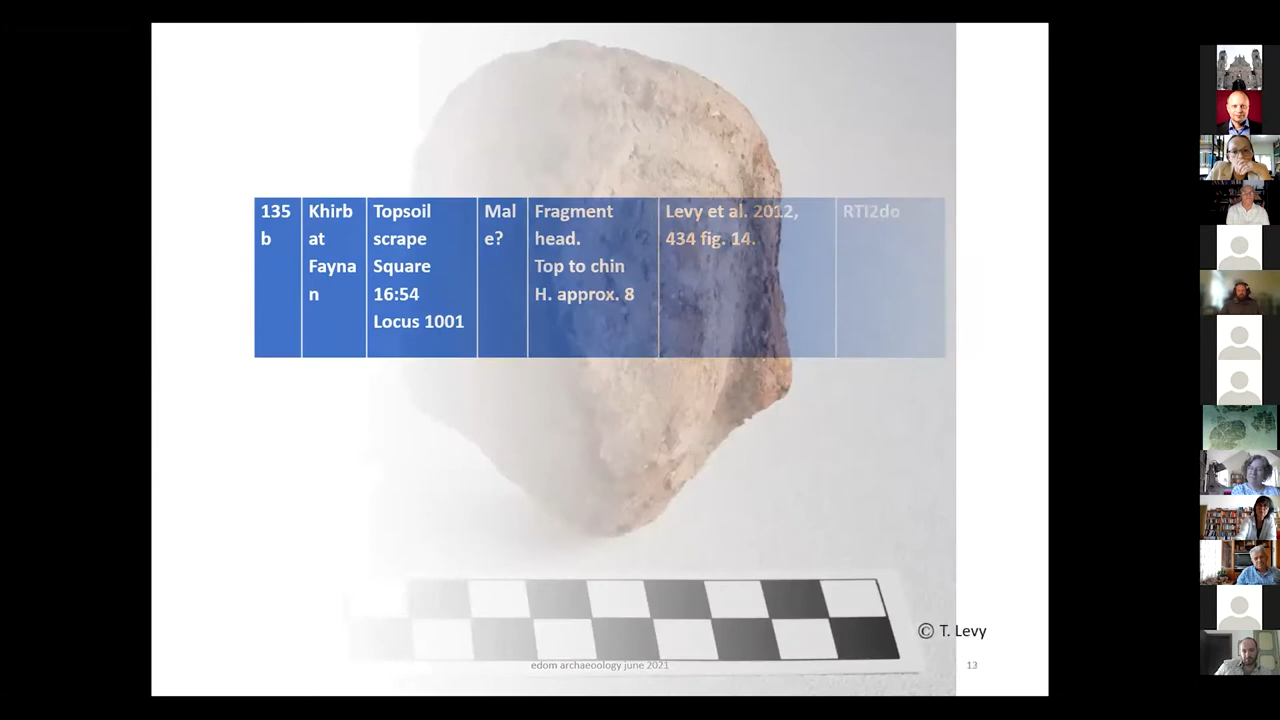 135
b
Khirb
at
Fayna
n
Topsoil
scrape
Square
16:54
Locus 1001
Mal
e?
Fragment
head.
Top to chin
H. approx. 8
Levy et al. 2012,
434 fig. 14.
RTI2do
© T. Levy
edom archaeoology june 2021
13